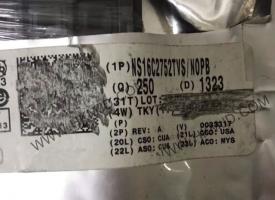 (1P) NS16C2752TVS/NOPB
(Q) 250 (D) 1323
(31T) LOT:
(4W) TKY (T
(P)
(2P) REV: A (V) 0033317
(20L) CSO: CUA (21L) CCO: USA
(22L) ASO: CUA (23L) ACO: NYS